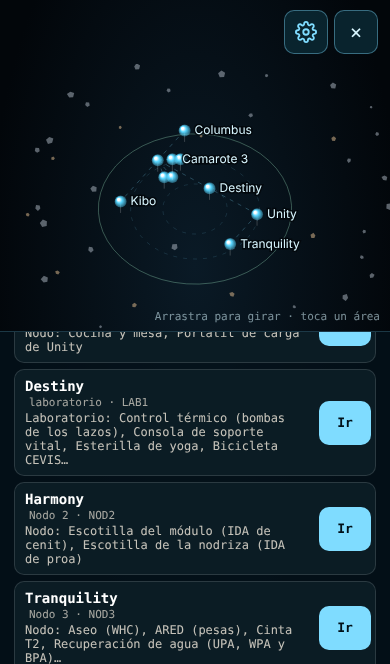 ×
Columbus
Camarote 3
Destiny
Kibo
Unity
Tranquility
Arrastra para girar · toca un área
Nodo: Cocina y mesa, Portátil de carga
de Unity
Destiny
laboratorio · LAB1
Laboratorio: Control térmico (bombas
de los lazos), Consola de soporte
vital, Esterilla de yoga, Bicicleta
CEVIS…
Ir
Harmony
Nodo 2 · NOD2
Nodo: Escotilla del módulo (IDA de
cenit), Escotilla de la nodriza (IDA
de proa)
Ir
Tranquility
Nodo 3 · NOD3
Nodo: Aseo (WHC), ARED (pesas), Cinta
T2, Recuperación de agua (UPA, WPA y
BPA)…
Ir